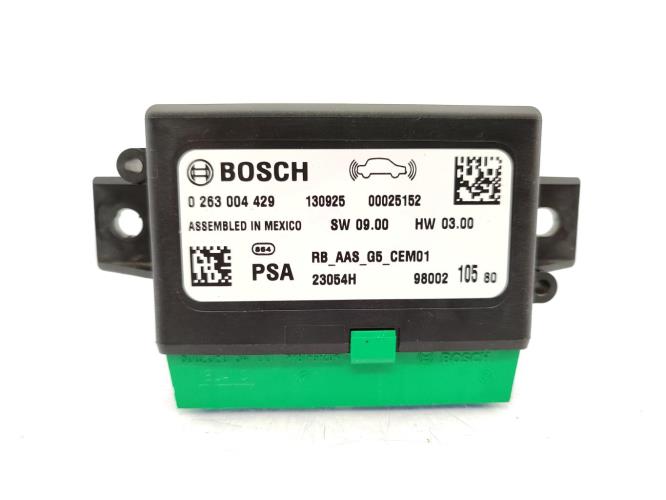 BOSCH
0 263 004 429 130925 00025152
ASSEMBLED IN MEXICO SW 09.00 HW 03.00
864 RB_AAS_G5_CEM01
PSA 23054H 98002 105 80
BOSCH